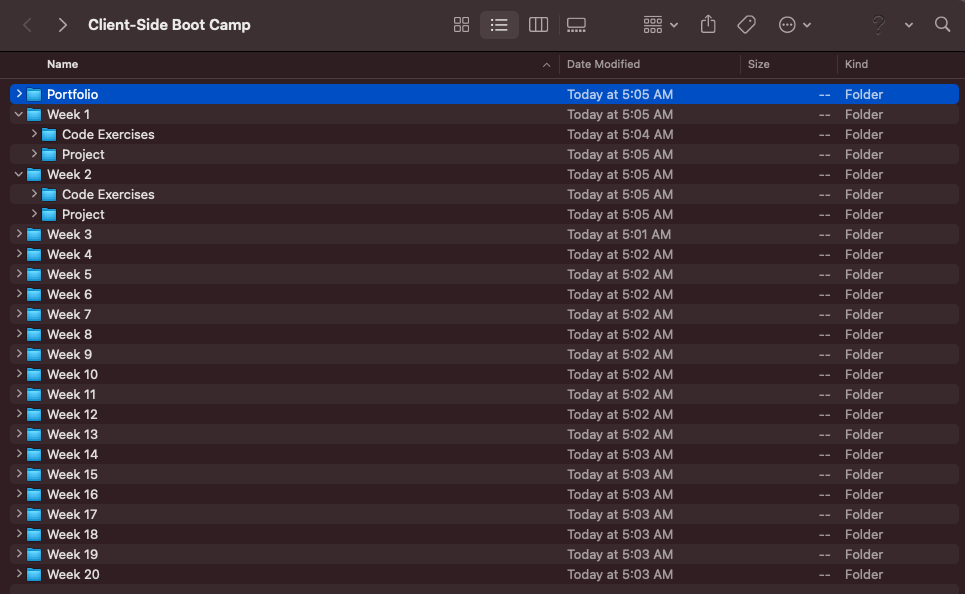 Client-Side Boot Camp
Name Date Modified Size Kind
Portfolio Today at 5:05 AM -- Folder
Week 1 Today at 5:05 AM -- Folder
Code Exercises Today at 5:04 AM -- Folder
Project Today at 5:05 AM -- Folder
Week 2 Today at 5:05 AM -- Folder
Code Exercises Today at 5:05 AM -- Folder
Project Today at 5:05 AM -- Folder
Week 3 Today at 5:01 AM -- Folder
Week 4 Today at 5:02 AM -- Folder
Week 5 Today at 5:02 AM -- Folder
Week 6 Today at 5:02 AM -- Folder
Week 7 Today at 5:02 AM -- Folder
Week 8 Today at 5:02 AM -- Folder
Week 9 Today at 5:02 AM -- Folder
Week 10 Today at 5:02 AM -- Folder
Week 11 Today at 5:02 AM -- Folder
Week 12 Today at 5:02 AM -- Folder
Week 13 Today at 5:02 AM -- Folder
Week 14 Today at 5:03 AM -- Folder
Week 15 Today at 5:03 AM -- Folder
Week 16 Today at 5:03 AM -- Folder
Week 17 Today at 5:03 AM -- Folder
Week 18 Today at 5:03 AM -- Folder
Week 19 Today at 5:03 AM -- Folder
Week 20 Today at 5:03 AM -- Folder